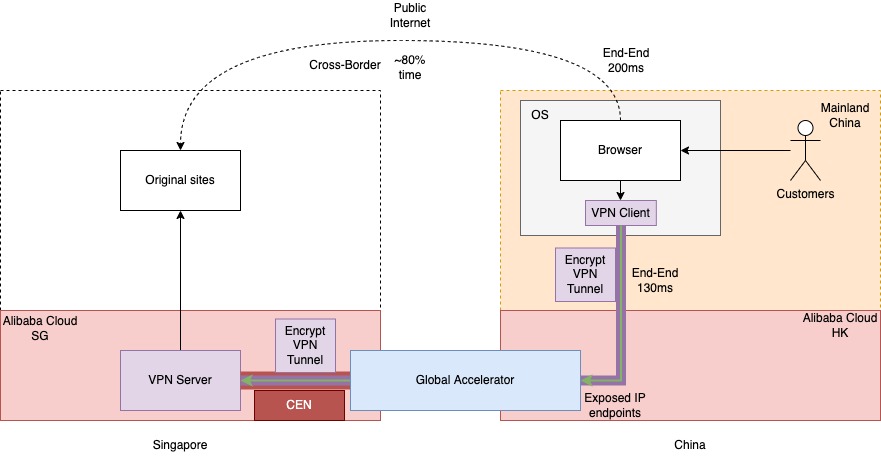 Public
Internet
Cross-Border
~80%
time
End-End
200ms
OS
Browser
Mainland
China
Customers
Original sites
VPN Client
Encrypt
VPN
Tunnel
End-End
130ms
Alibaba Cloud
SG
Encrypt
VPN
Tunnel
Alibaba Cloud
HK
VPN Server
Global Accelerator
CEN
Exposed IP
endpoints
Singapore
China